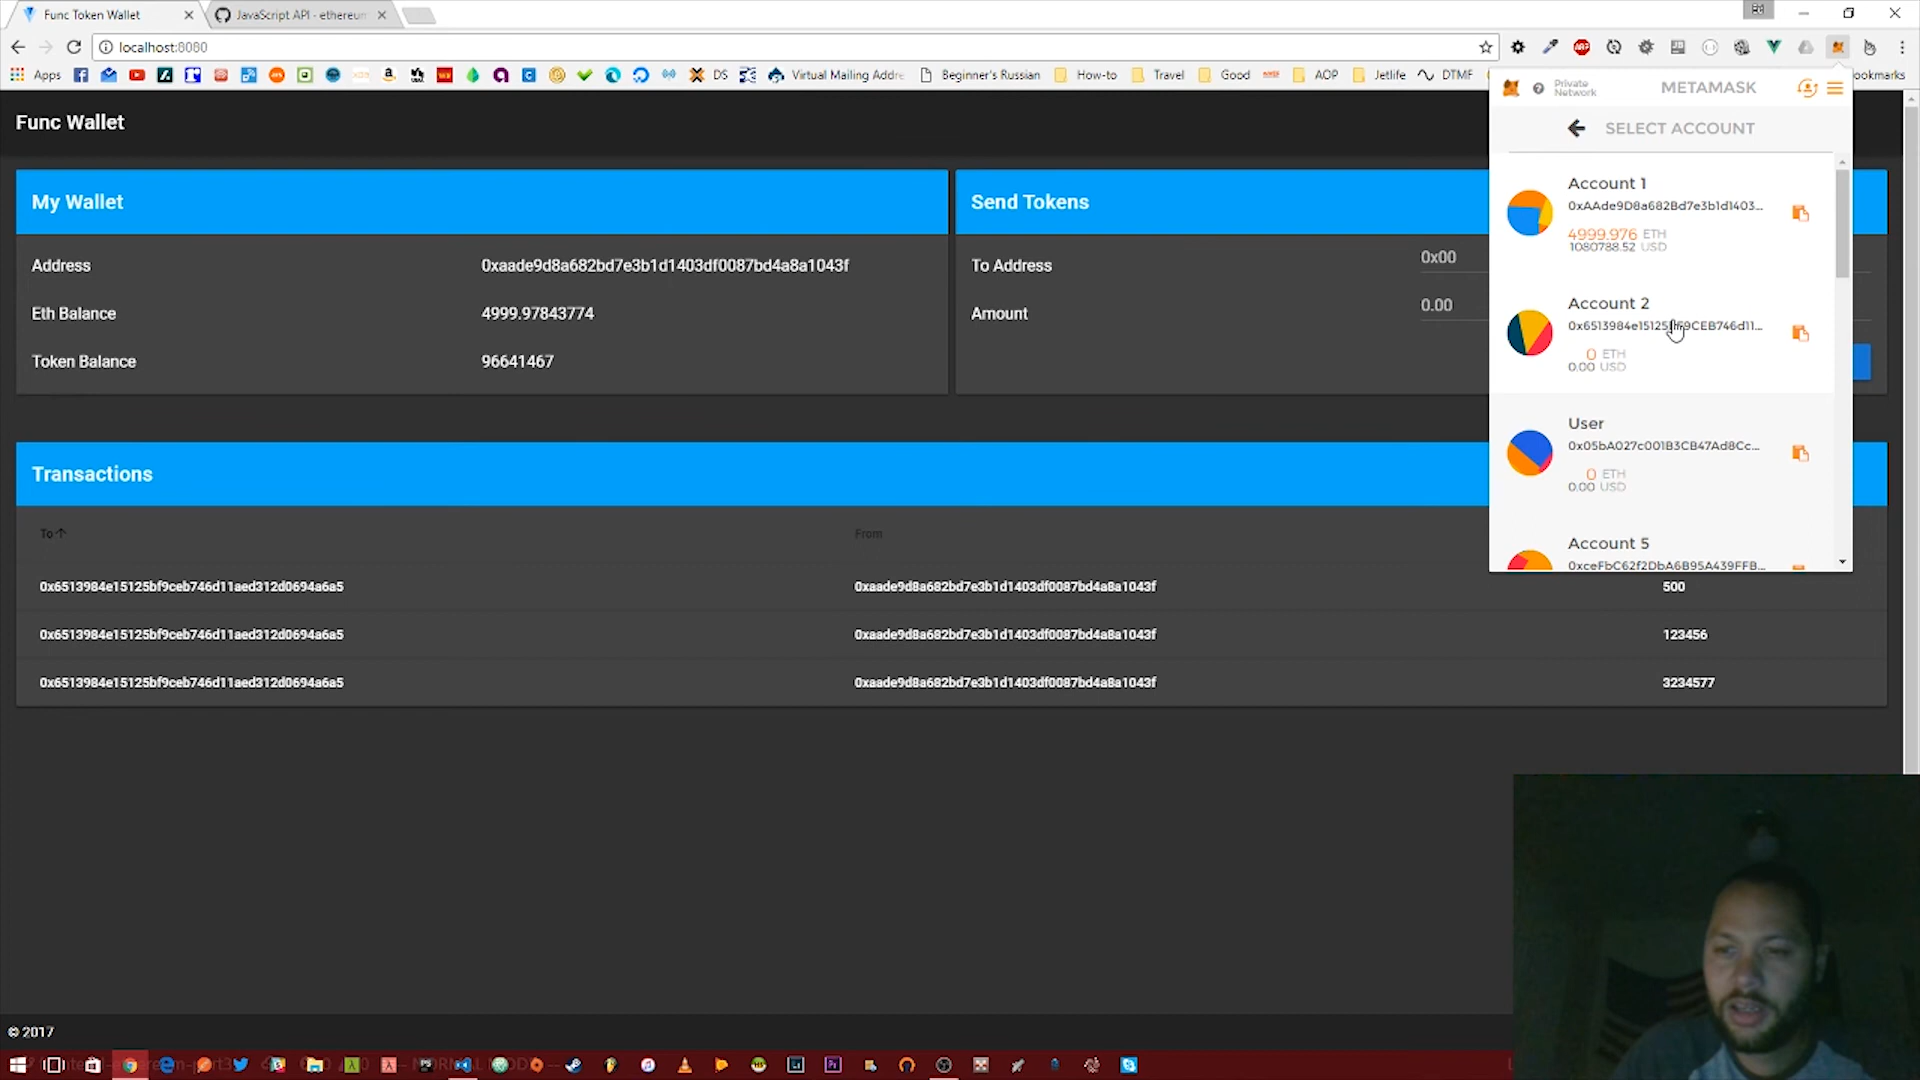 Func Token Wallet
JavaScript API - ethereum
localhost:8080
Apps
DS
Virtual Mailing Addre
Beginner's Russian
How-to
Travel
Good
AOP
Jetlife
DTMF
ookmarks
Func Wallet
My Wallet
Address 0xaade9d8a682bd7e3b1d1403df0087bd4a8a1043f
Eth Balance 4999.97843774
Token Balance 96641467
Send Tokens
To Address 0x00
Amount 0.00
Transactions
To From
0x6513984e15125bf9ceb746d11aed312d0694a6a5 0xaade9d8a682bd7e3b1d1403df0087bd4a8a1043f 500
0x6513984e15125bf9ceb746d11aed312d0694a6a5 0xaade9d8a682bd7e3b1d1403df0087bd4a8a1043f 123456
0x6513984e15125bf9ceb746d11aed312d0694a6a5 0xaade9d8a682bd7e3b1d1403df0087bd4a8a1043f 3234577
Private
Network
METAMASK
SELECT ACCOUNT
Account 1
0xAAde9D8a682Bd7e3b1d1403...
4999.976 ETH
1080788.52 USD
Account 2
0 ETH
0.00 USD
User
0x05bA027c001B3CB47Ad8Cc...
0 ETH
0.00 USD
Account 5
0xceFbC62f2DbA6B95A439FFB...
© 2017